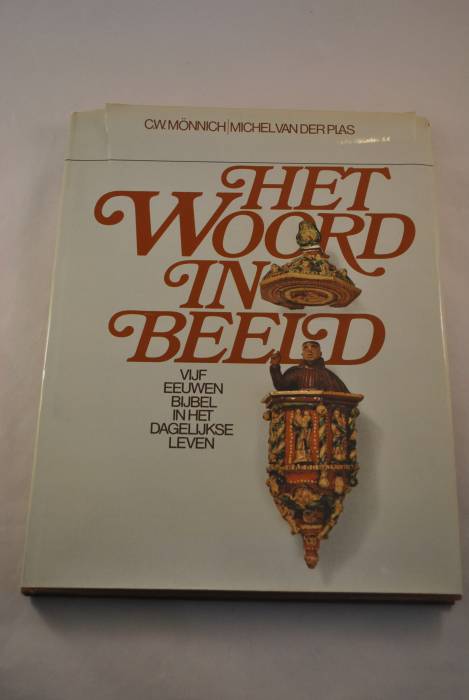 C.W. MÖNNICH | MICHEL VAN DER PLAS
HET
WOORD
IN
BEELD
VIJF
EEUWEN
BIJBEL
IN HET
DAGELIJKSE
LEVEN